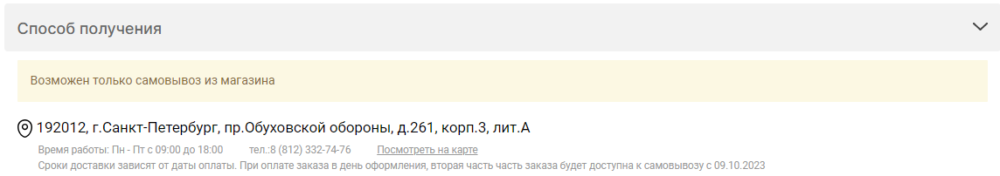 Способ получения
Возможен только самовывоз из магазина
192012, г.Санкт-Петербург, пр.Обуховской обороны, д.261, корп.3, лит.А
Время работы: Пн - Пт с 09:00 до 18:00 тел.:8 (812) 332-74-76 Посмотреть на карте
Сроки доставки зависят от даты оплаты. При оплате заказа в день оформления, вторая часть часть заказа будет доступна к самовывозу с 09.10.2023